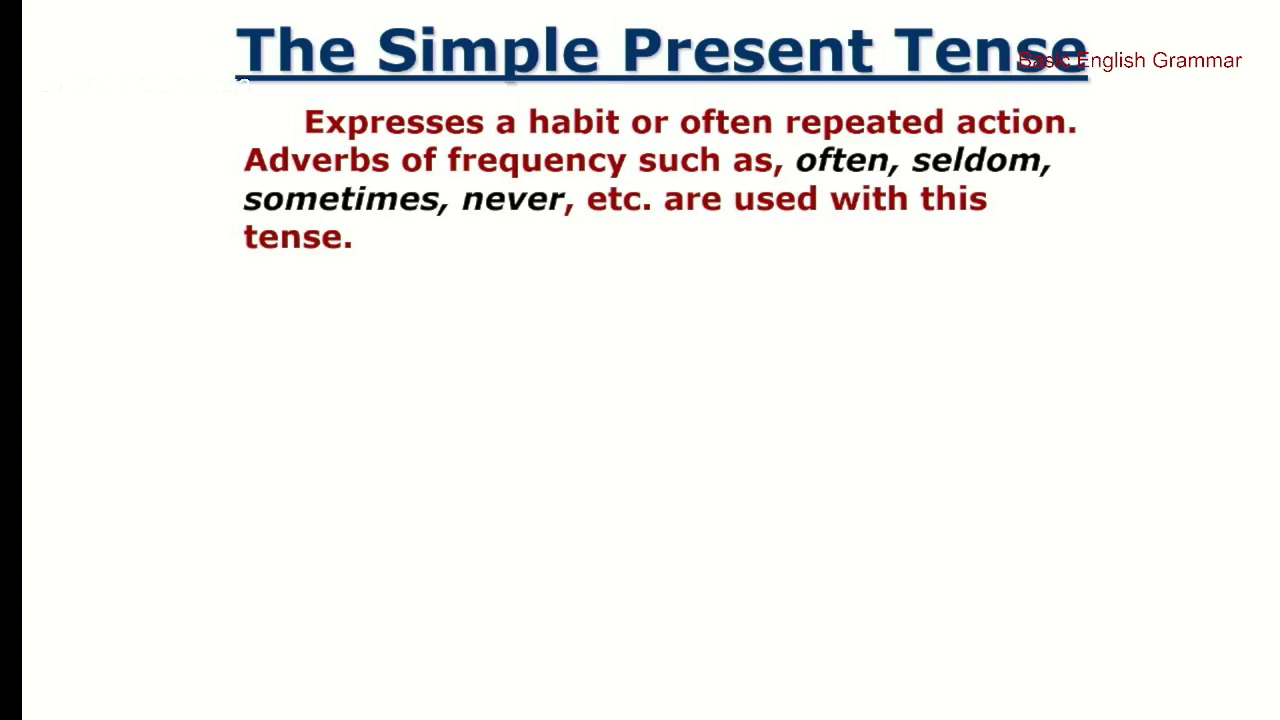 The Simple Present Tense
Basic English Grammar
Expresses a habit or often repeated action.
Adverbs of frequency such as, often, seldom,
sometimes, never, etc. are used with this
tense.